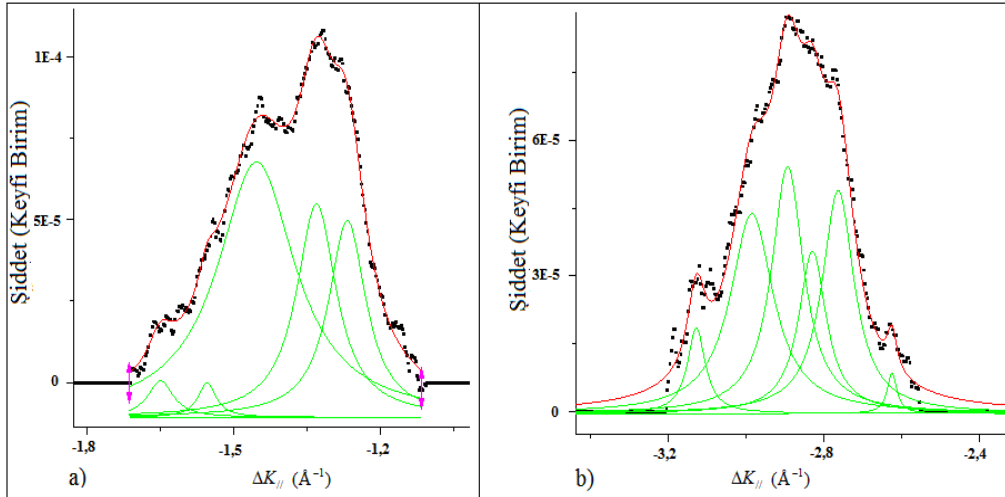 Şiddet (Keyfi Birim)
1E-4
5E-5
0
-1,8
-1,5
-1,2
a)
ΔK// (Å⁻¹)
Şiddet (Keyfi Birim)
6E-5
3E-5
0
-3,2
-2,8
-2,4
b)
ΔK// (Å⁻¹)